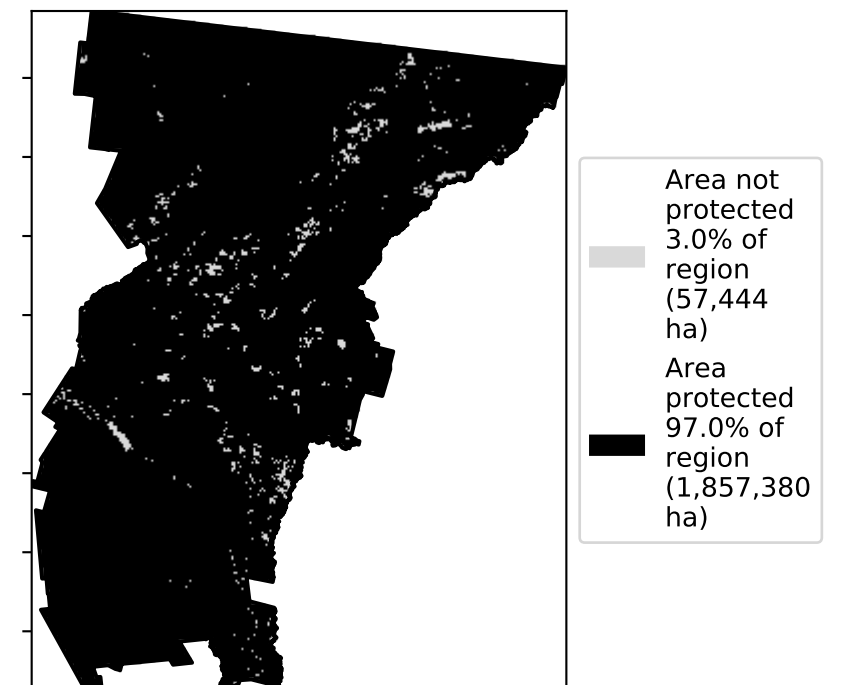 Area not
protected
3.0% of
region
(57,444
ha)
Area
protected
97.0% of
region
(1,857,380
ha)